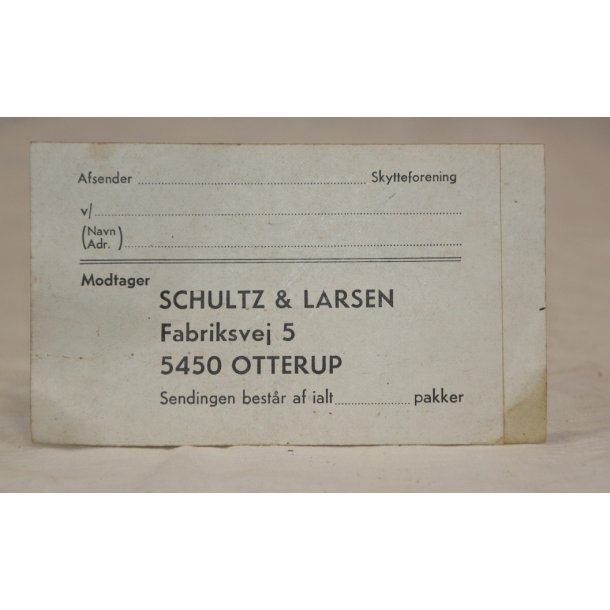 Afsender ........................................ Skytteforening
v/ ........................................
(Navn
Adr.) ........................................
Modtager
SCHULTZ & LARSEN
Fabriksvej 5
5450 OTTERUP
Sendingen består af ialt ............ pakker